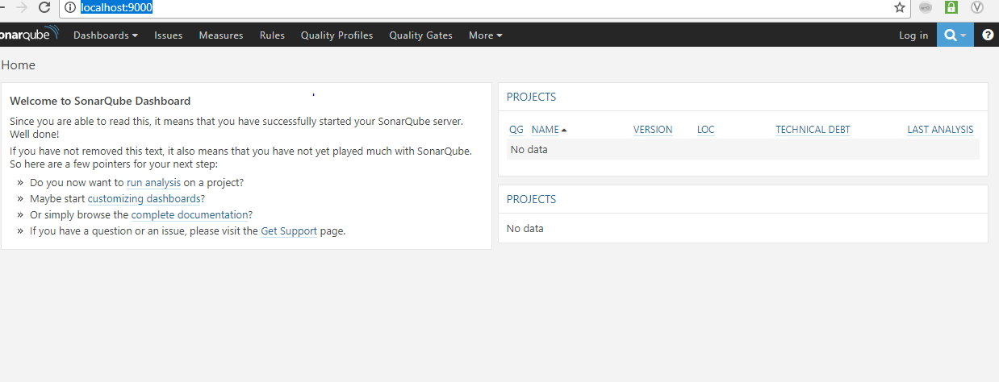 localhost:9000
onarqube Dashboards Issues Measures Rules Quality Profiles Quality Gates More Log in
Home
Welcome to SonarQube Dashboard
Since you are able to read this, it means that you have successfully started your SonarQube server.
Well done!
If you have not removed this text, it also means that you have not yet played much with SonarQube.
So here are a few pointers for your next step:
» Do you now want to run analysis on a project?
» Maybe start customizing dashboards?
» Or simply browse the complete documentation?
» If you have a question or an issue, please visit the Get Support page.
PROJECTS
QG NAME VERSION LOC TECHNICAL DEBT LAST ANALYSIS
No data
PROJECTS
No data